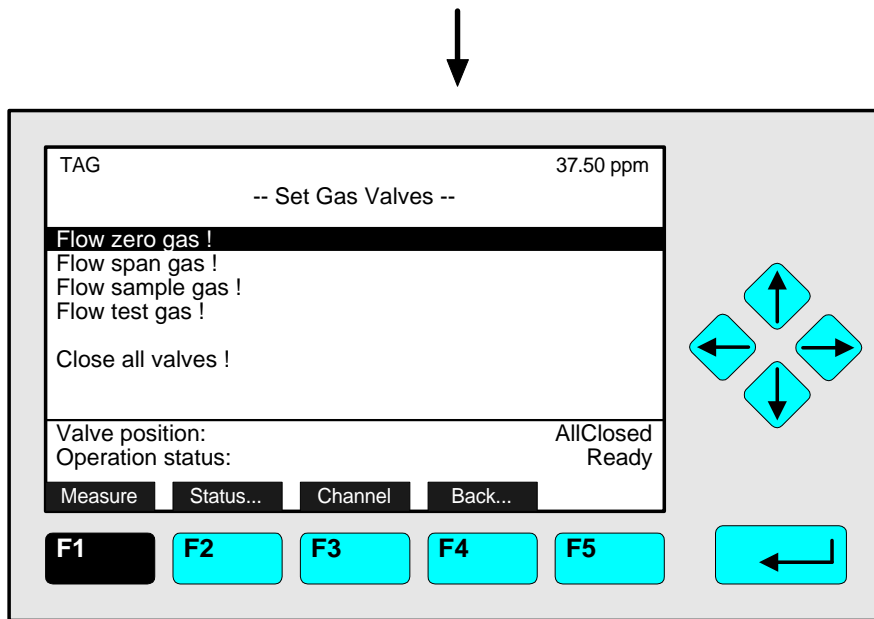 TAG 37.50 ppm
-- Set Gas Valves --
Flow zero gas !
Flow span gas !
Flow sample gas !
Flow test gas !
Close all valves !
Valve position: AllClosed
Operation status: Ready
Measure Status... Channel Back...
F1 F2 F3 F4 F5